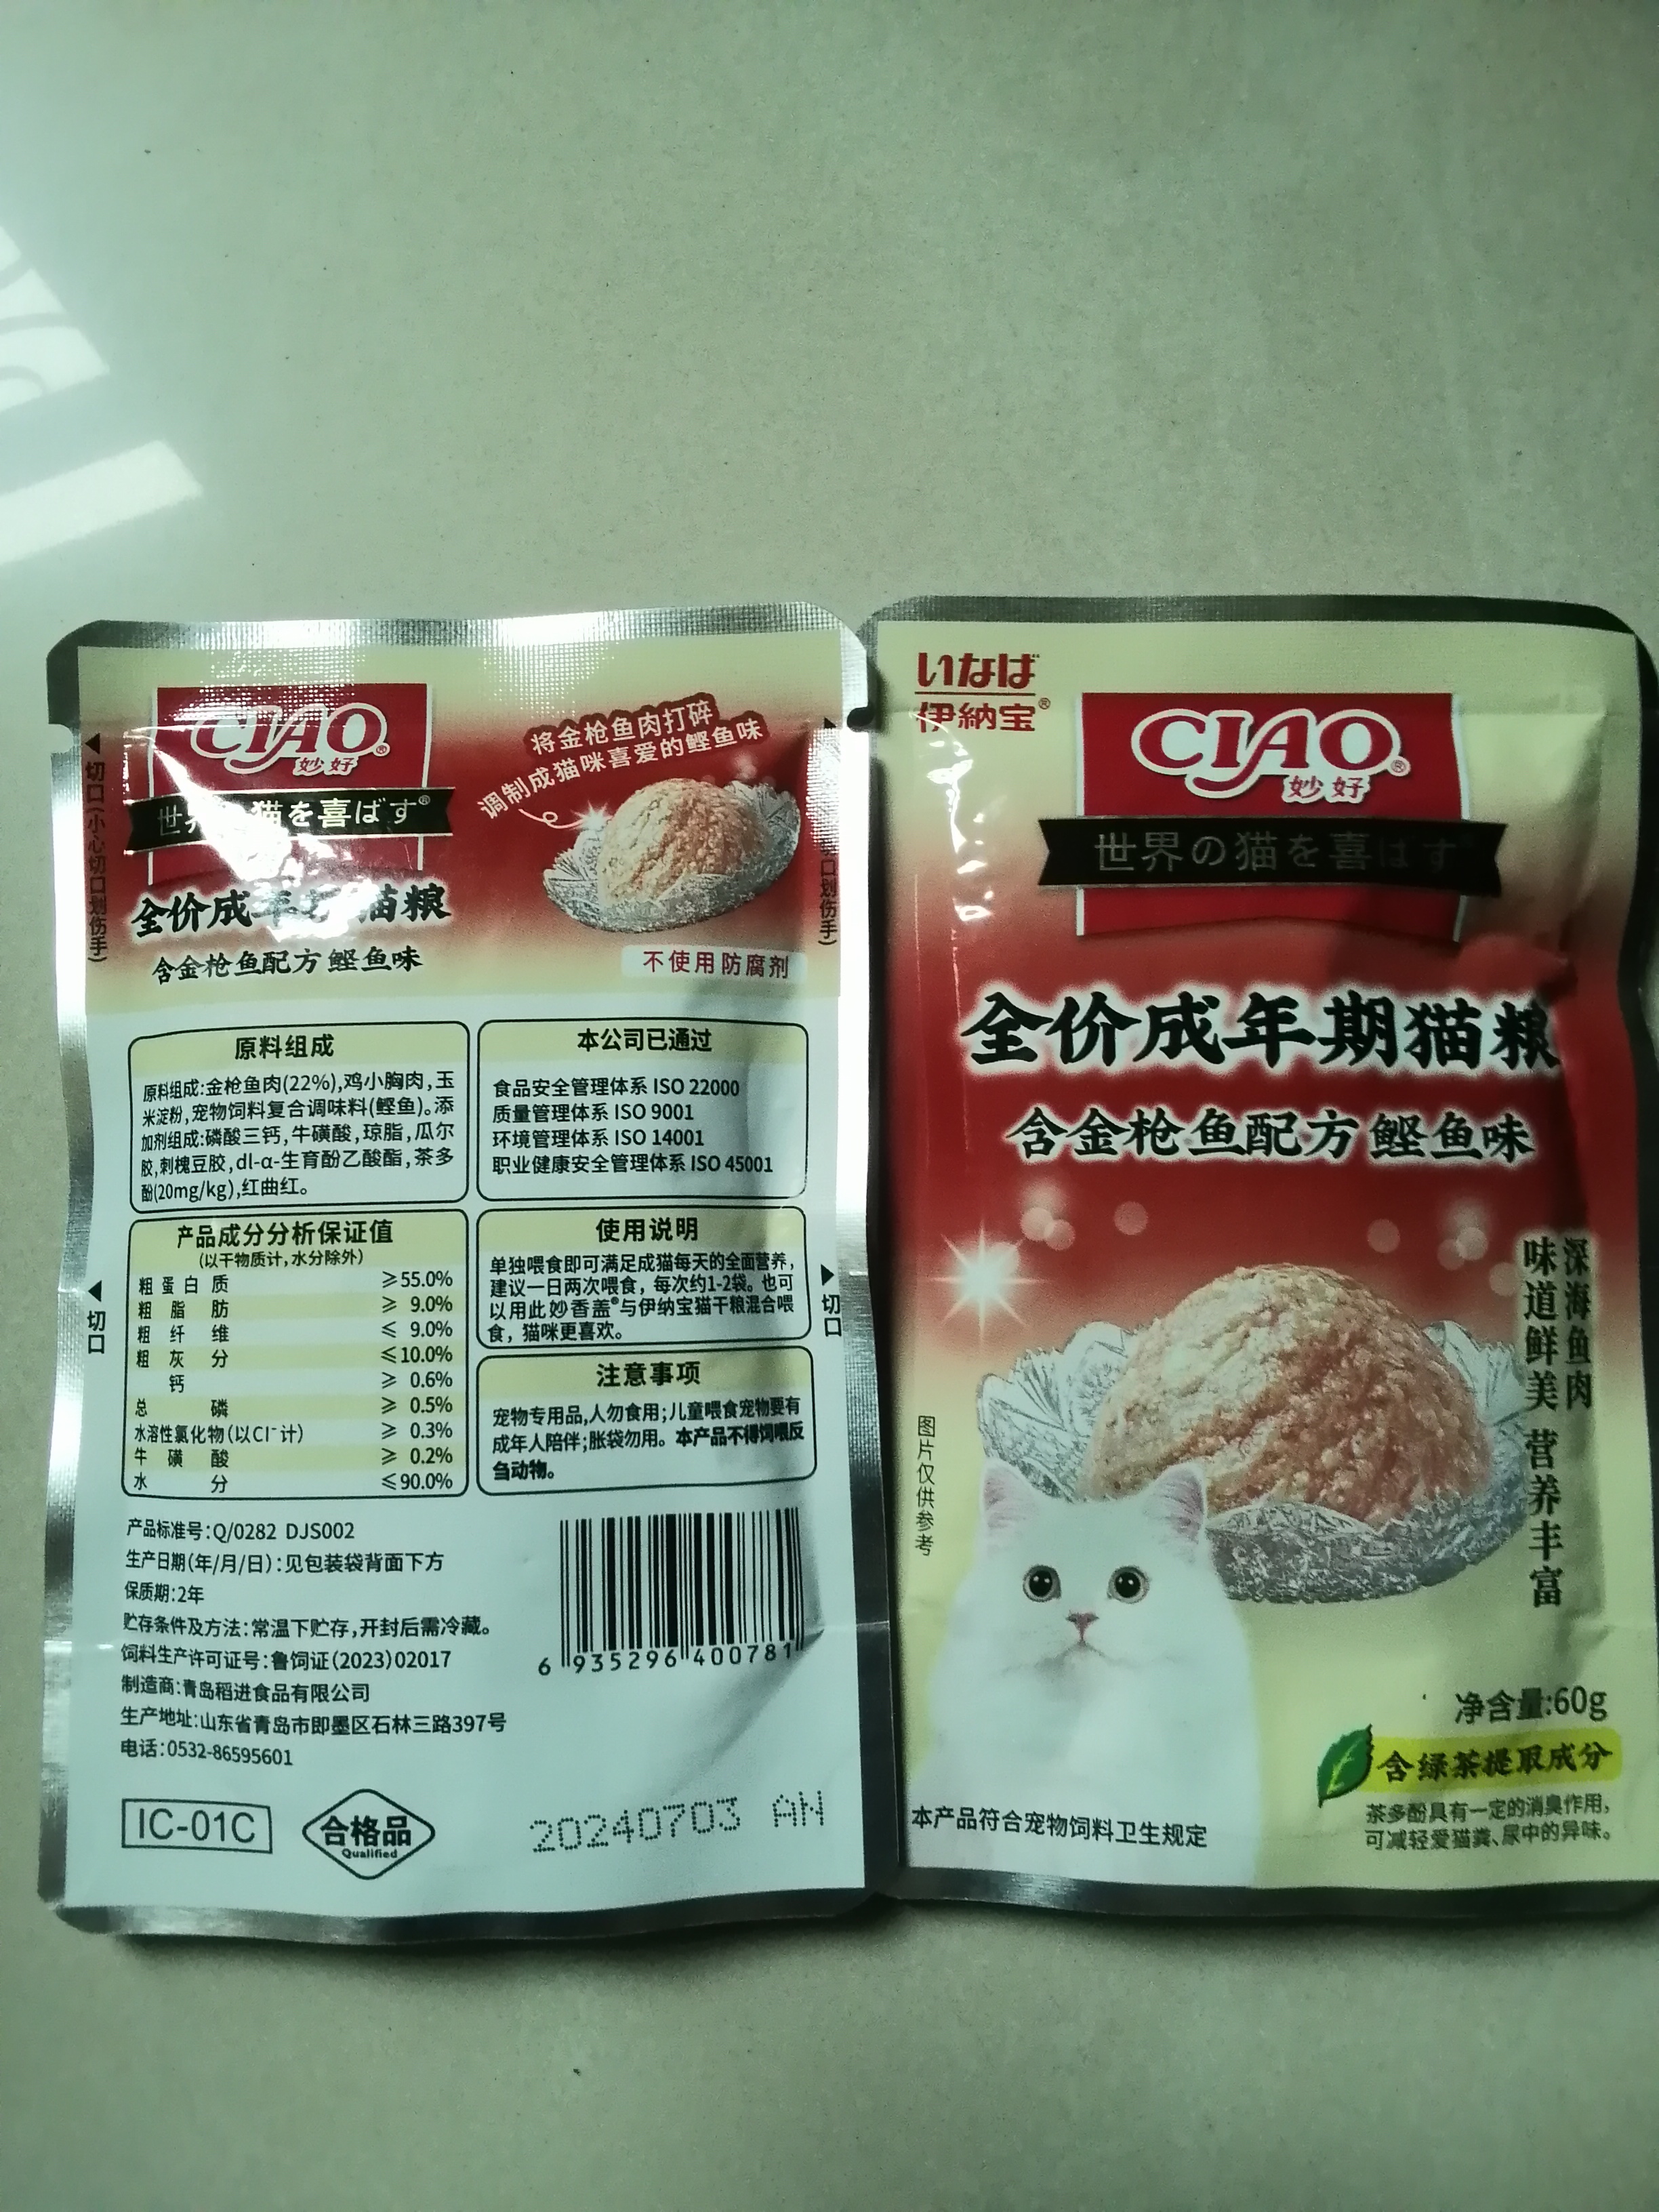 CIAO®
妙好
世界の猫を喜ばす®
将金枪鱼肉打碎
调制成猫咪喜爱的鲣鱼味
全价成年期猫粮
含金枪鱼配方 鲣鱼味
不使用防腐剂
切口(小心切口划伤手)
口划伤手)
原料组成
原料组成:金枪鱼肉(22%),鸡小胸肉,玉
米淀粉,宠物饲料复合调味料(鲣鱼)。添
加剂组成:磷酸三钙,牛磺酸,琼脂,瓜尔
胶,刺槐豆胶,dl-α-生育酚乙酸酯,茶多
酚(20mg/kg),红曲红。
本公司已通过
食品安全管理体系 ISO 22000
质量管理体系 ISO 9001
环境管理体系 ISO 14001
职业健康安全管理体系 ISO 45001
产品成分分析保证值
(以干物质计,水分除外)
粗蛋白质 ≥55.0%
粗脂肪 ≥ 9.0%
粗纤维 ≤ 9.0%
粗灰分 ≤10.0%
钙 ≥ 0.6%
总磷 ≥ 0.5%
水溶性氯化物(以Cl⁻计) ≥ 0.3%
牛磺酸 ≥ 0.2%
水分 ≤90.0%
使用说明
单独喂食即可满足成猫每天的全面营养,
建议一日两次喂食，每次约1-2袋。也可
以用此妙香盖®与伊纳宝猫干粮混合喂
食，猫咪更喜欢。
注意事项
宠物专用品,人勿食用;儿童喂食宠物要有
成年人陪伴;胀袋勿用。本产品不得饲喂反
刍动物。
切口
切口
产品标准号:Q/0282 DJS002
生产日期(年/月/日):见包装袋背面下方
保质期:2年
贮存条件及方法:常温下贮存,开封后需冷藏。
饲料生产许可证号:鲁饲证(2023)02017
制造商:青岛稻进食品有限公司
生产地址:山东省青岛市即墨区石林三路397号
电话:0532-86595601
6 935296 400781
IC-01C
合格品
Qualified
20240703 AN
いなば
伊納宝®
CIAO®
妙好
世界の猫を喜ばす®
全价成年期猫粮
含金枪鱼配方 鲣鱼味
深海鱼肉
味道鲜美 营养丰富
图片仅供参考
净含量:60g
含绿茶提取成分
茶多酚具有一定的消臭作用,
可减轻爱猫粪、尿中的异味。
本产品符合宠物饲料卫生规定